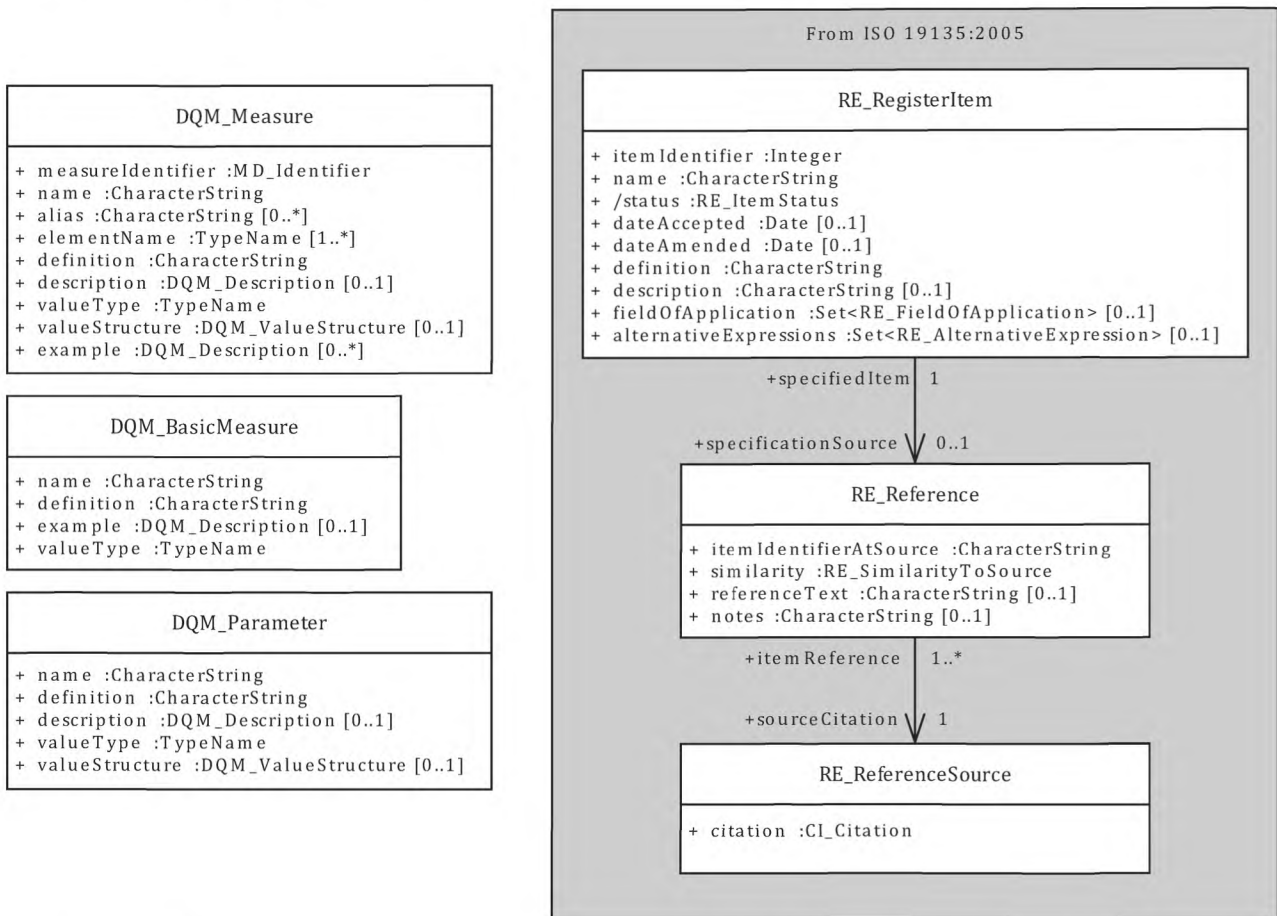 DQM_Measure
+ measureIdentifier :MD_Identifier
+ name :CharacterString
+ alias :CharacterString [0..*]
+ elementName :TypeName [1..*]
+ definition :CharacterString
+ description :DQM_Description [0..1]
+ valueType :TypeName
+ valueStructure :DQM_ValueStructure [0..1]
+ example :DQM_Description [0..*]
DQM_BasicMeasure
+ name :CharacterString
+ definition :CharacterString
+ example :DQM_Description [0..1]
+ valueType :TypeName
DQM_Parameter
+ name :CharacterString
+ definition :CharacterString
+ description :DQM_Description [0..1]
+ valueType :TypeName
+ valueStructure :DQM_ValueStructure [0..1]
From ISO 19135:2005
RE_RegisterItem
+ itemIdentifier :Integer
+ name :CharacterString
+ /status :RE_ItemStatus
+ dateAccepted :Date [0..1]
+ dateAmended :Date [0..1]
+ definition :CharacterString
+ description :CharacterString [0..1]
+ fieldOfApplication :Set<RE_FieldOfApplication> [0..1]
+ alternativeExpressions :Set<RE_AlternativeExpression> [0..1]
+specifiedItem 1
+specificationSource 0..1
RE_Reference
+ itemIdentifierAtSource :CharacterString
+ similarity :RE_SimilarityToSource
+ referenceText :CharacterString [0..1]
+ notes :CharacterString [0..1]
+itemReference 1..*
+sourceCitation 1
RE_ReferenceSource
+ citation :CI_Citation